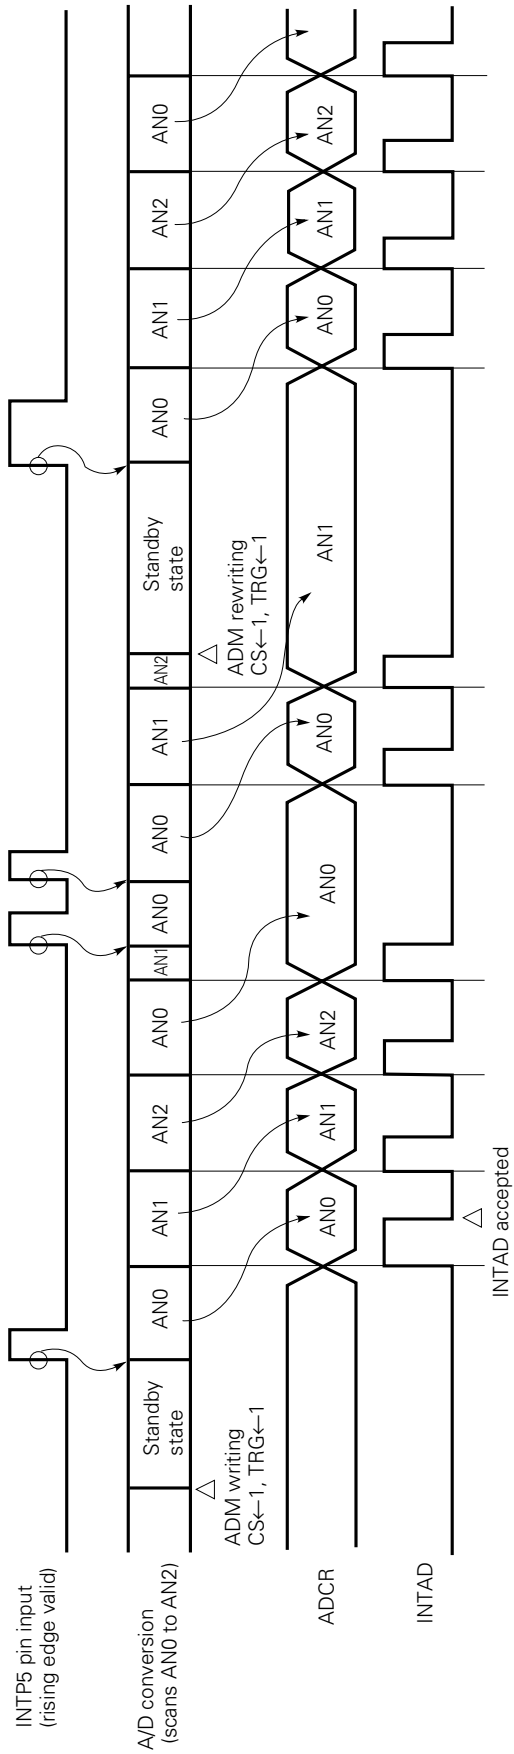 INTP5 pin input
(rising edge valid)
A/D conversion
(scans AN0 to AN2)
Standby
state
AN0
AN1
AN2
AN0
AN1
AN0
AN0
AN1
AN2
Standby
state
AN0
AN1
AN2
AN0
ADM writing
CS←1, TRG←1
ADM rewriting
CS←1, TRG←1
ADCR
AN0
AN1
AN2
AN0
AN0
AN1
AN0
AN1
AN2
INTAD
INTAD accepted